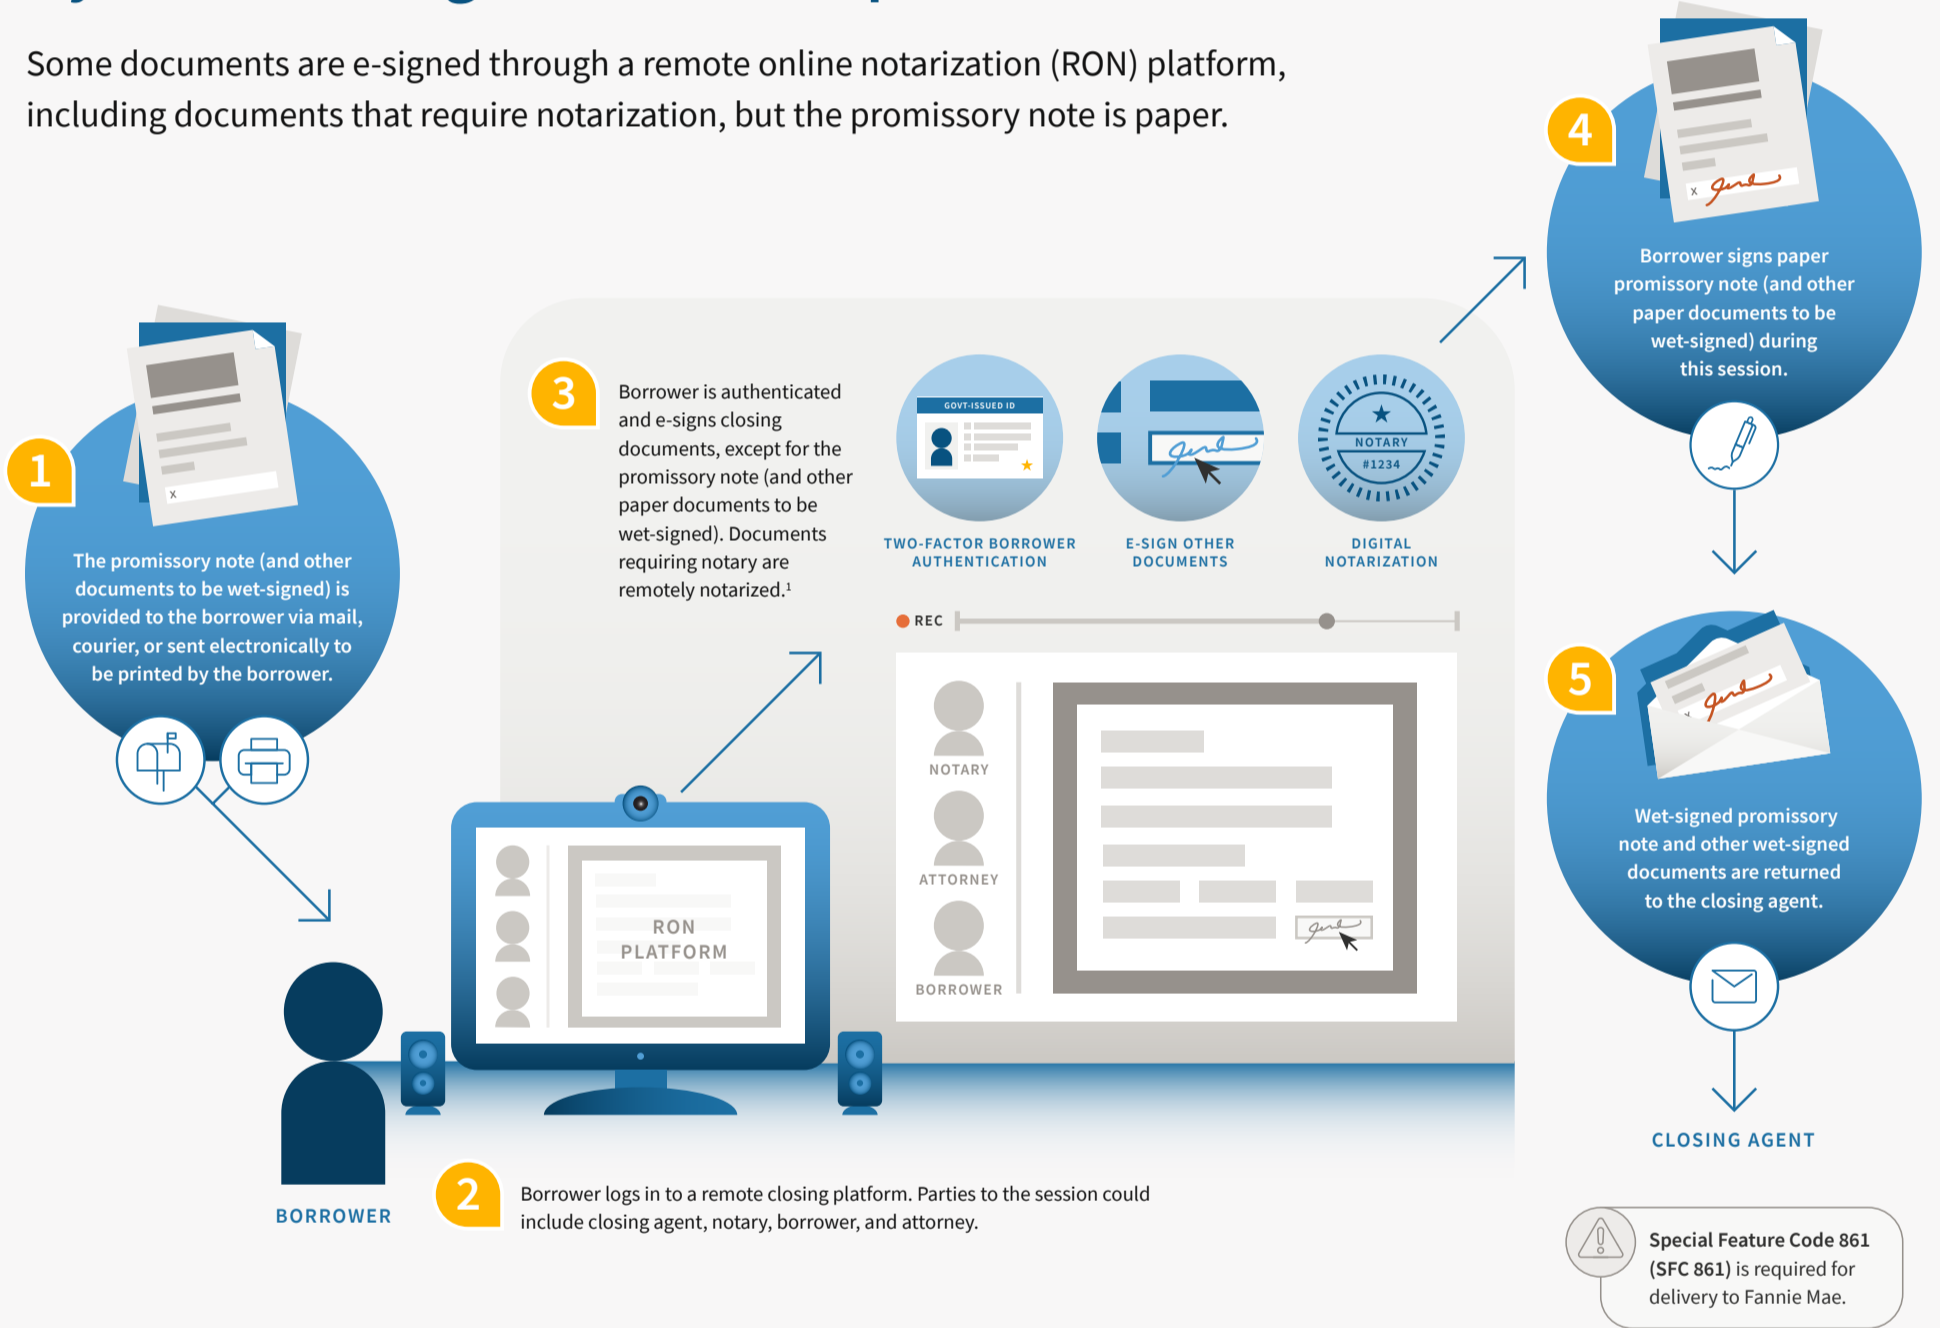 Some documents are e-signed through a remote online notarization (RON) platform,
including documents that require notarization, but the promissory note is paper.
1
X
The promissory note (and other
documents to be wet-signed) is
provided to the borrower via mail,
courier, or sent electronically to
be printed by the borrower.
BORROWER
2
Borrower logs in to a remote closing platform. Parties to the session could
include closing agent, notary, borrower, and attorney.
RON
PLATFORM
3
Borrower is authenticated
and e-signs closing
documents, except for the
promissory note (and other
paper documents to be
wet-signed). Documents
requiring notary are
remotely notarized.¹
GOVT-ISSUED ID
TWO-FACTOR BORROWER
AUTHENTICATION
E-SIGN OTHER
DOCUMENTS
NOTARY
#1234
DIGITAL
NOTARIZATION
REC
NOTARY
ATTORNEY
BORROWER
4
X
Borrower signs paper
promissory note (and other
paper documents to be
wet-signed) during
this session.
5
Wet-signed promissory
note and other wet-signed
documents are returned
to the closing agent.
CLOSING AGENT
Special Feature Code 861
(SFC 861) is required for
delivery to Fannie Mae.